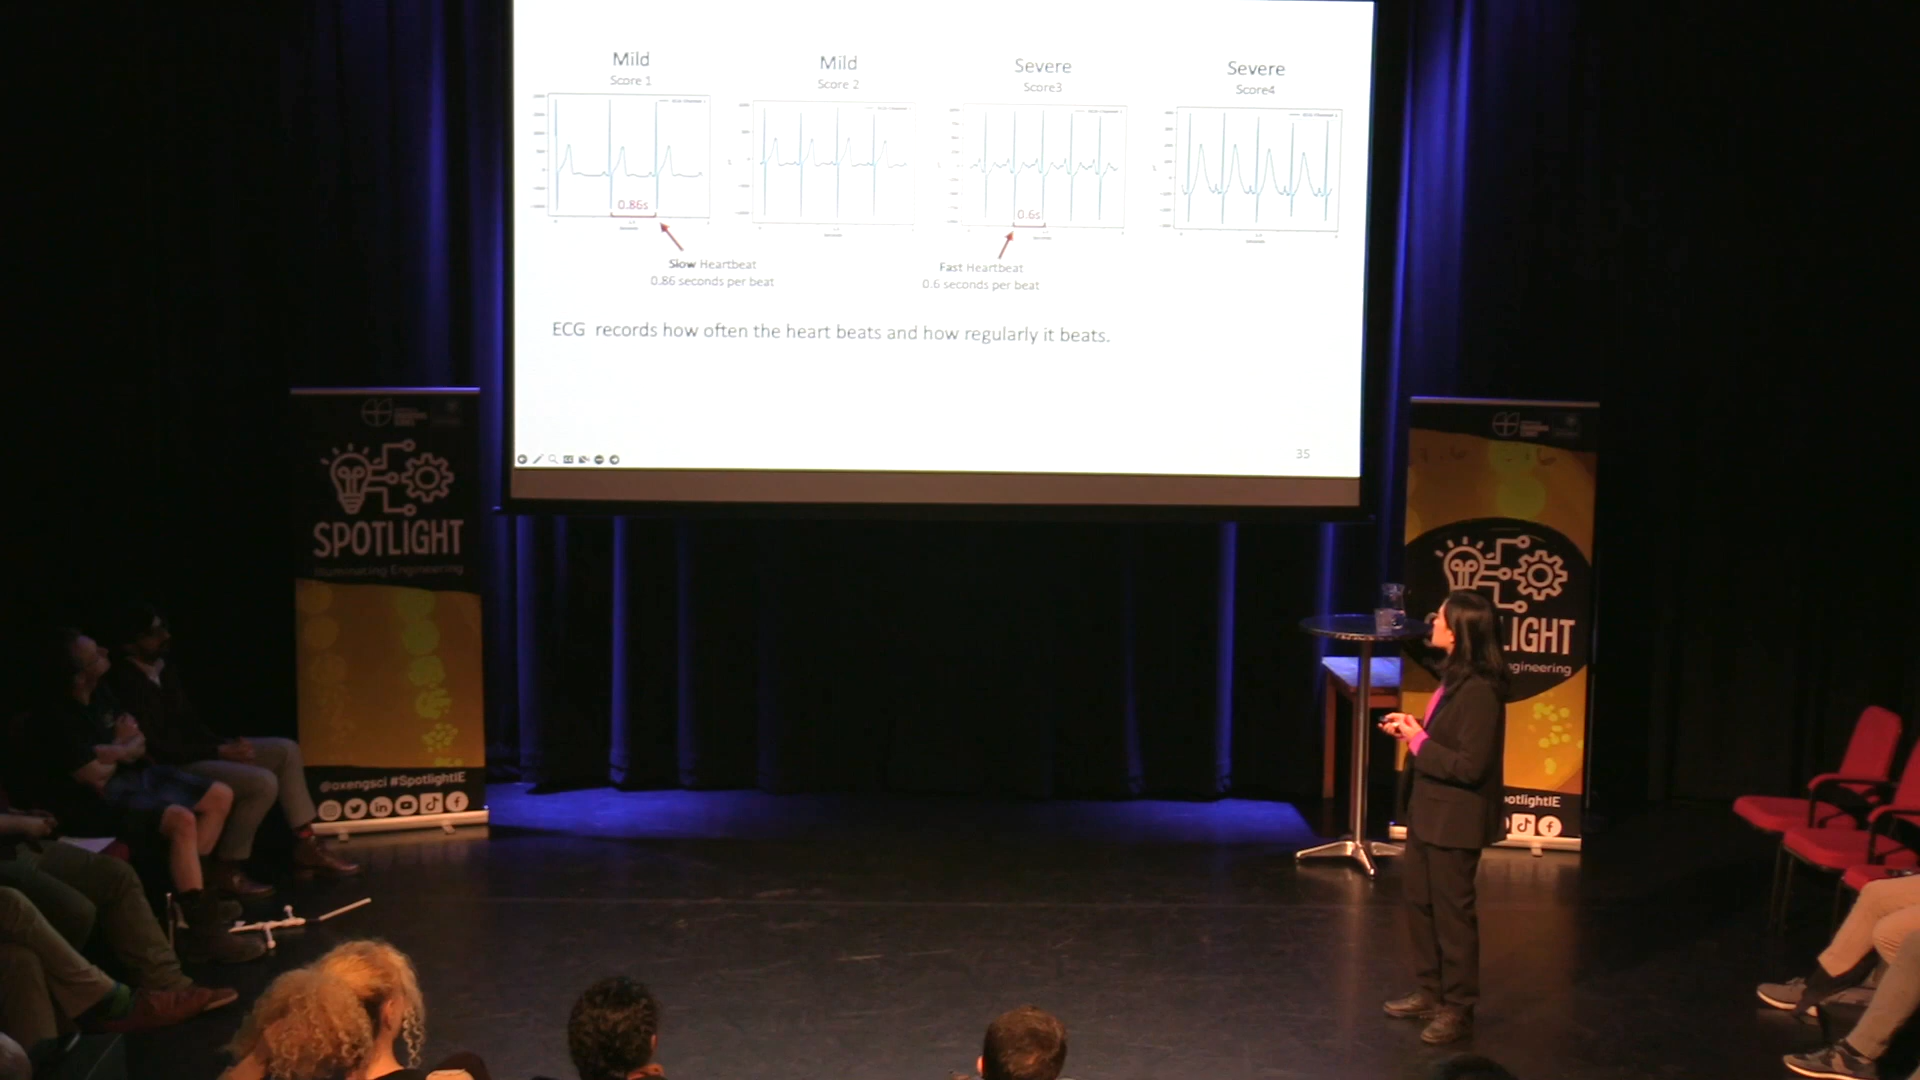 Mild
Score 1
Mild
Score 2
Severe
Score3
Severe
Score4
0.86s
0.6s
Slow Heartbeat
0.86 seconds per beat
Fast Heartbeat
0.6 seconds per beat
ECG records how often the heart beats and how regularly it beats.
35
SPOTLIGHT
Illuminating Engineering
@oxengsci #SpotlightIE
LIGHT
gineering
potlightIE